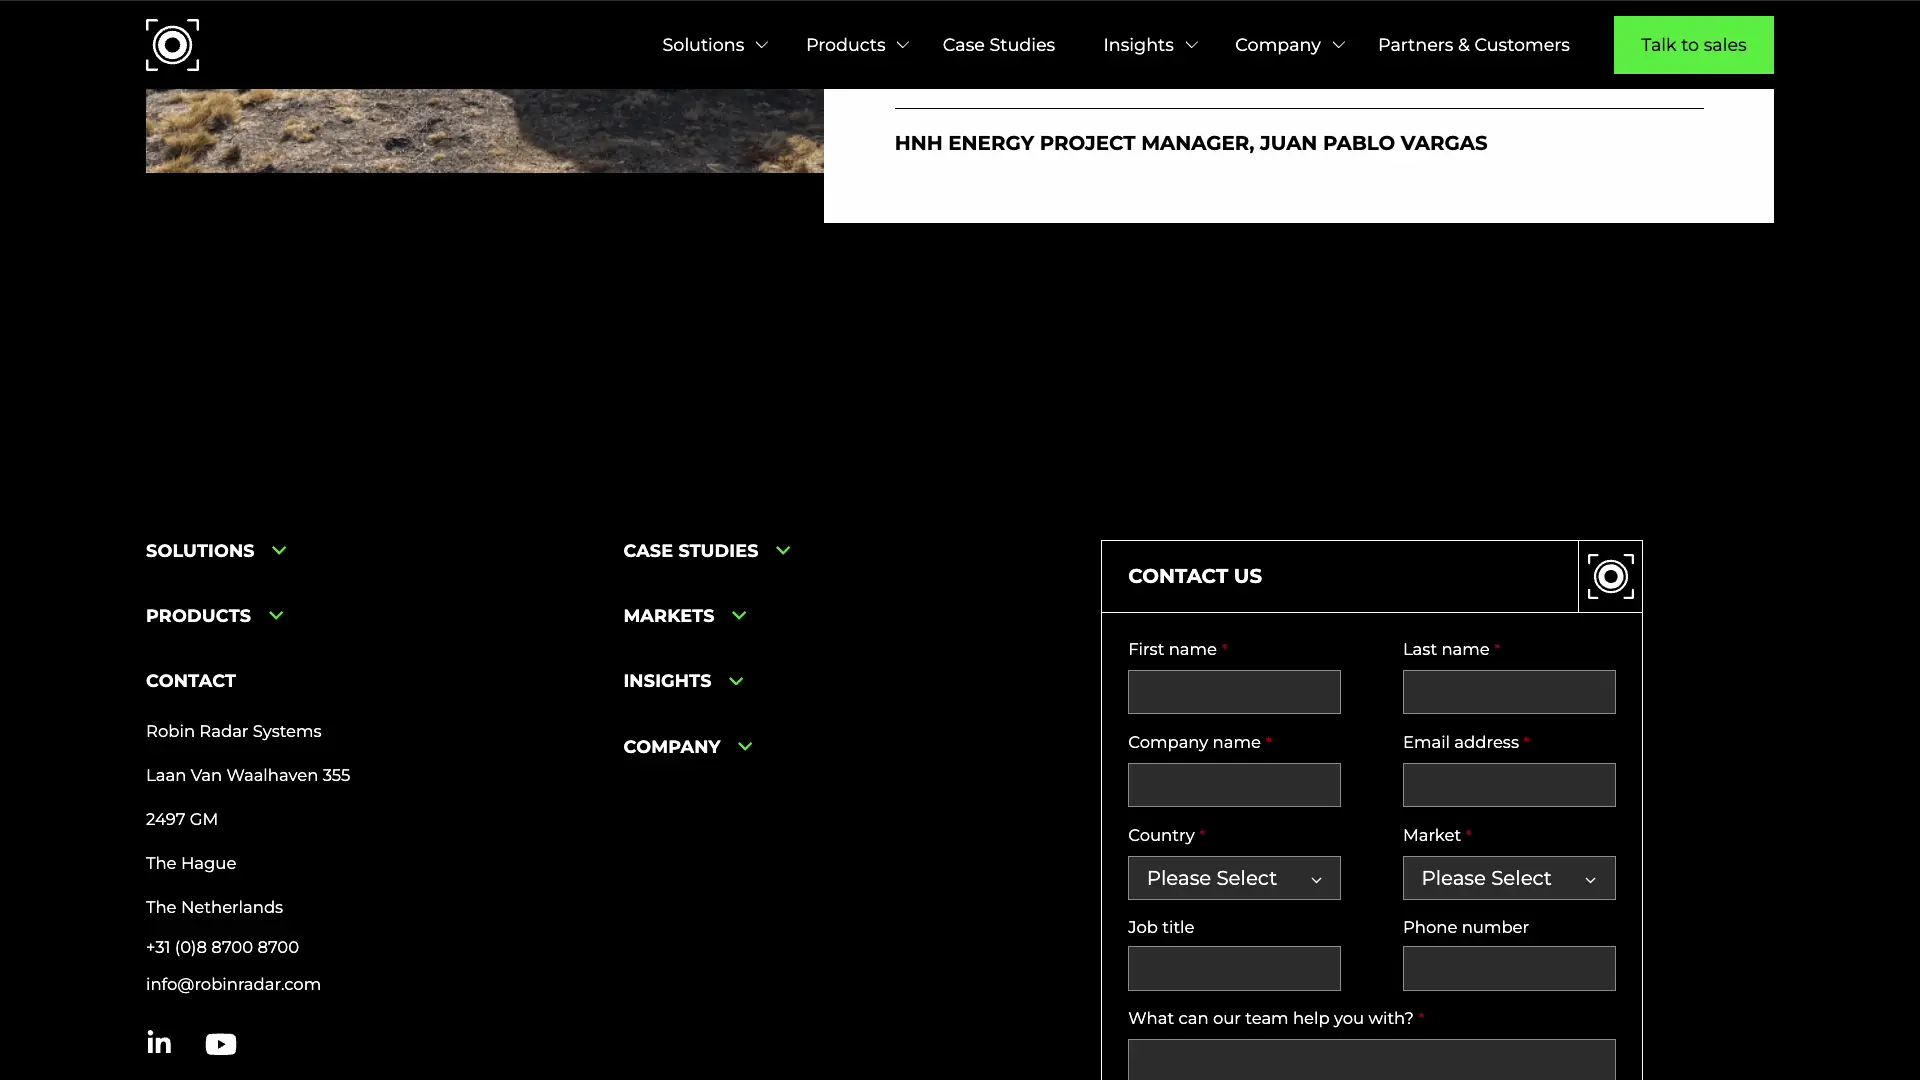 Solutions
Products
Case Studies
Insights
Company
Partners & Customers
Talk to sales
HNH ENERGY PROJECT MANAGER, JUAN PABLO VARGAS
SOLUTIONS
PRODUCTS
CONTACT
Robin Radar Systems
Laan Van Waalhaven 355
2497 GM
The Hague
The Netherlands
+31 (0)8 8700 8700
info@robinradar.com
in
CASE STUDIES
MARKETS
INSIGHTS
COMPANY
CONTACT US
First name *
Last name *
Company name *
Email address *
Country *
Market *
Please Select
Please Select
Job title
Phone number
What can our team help you with? *